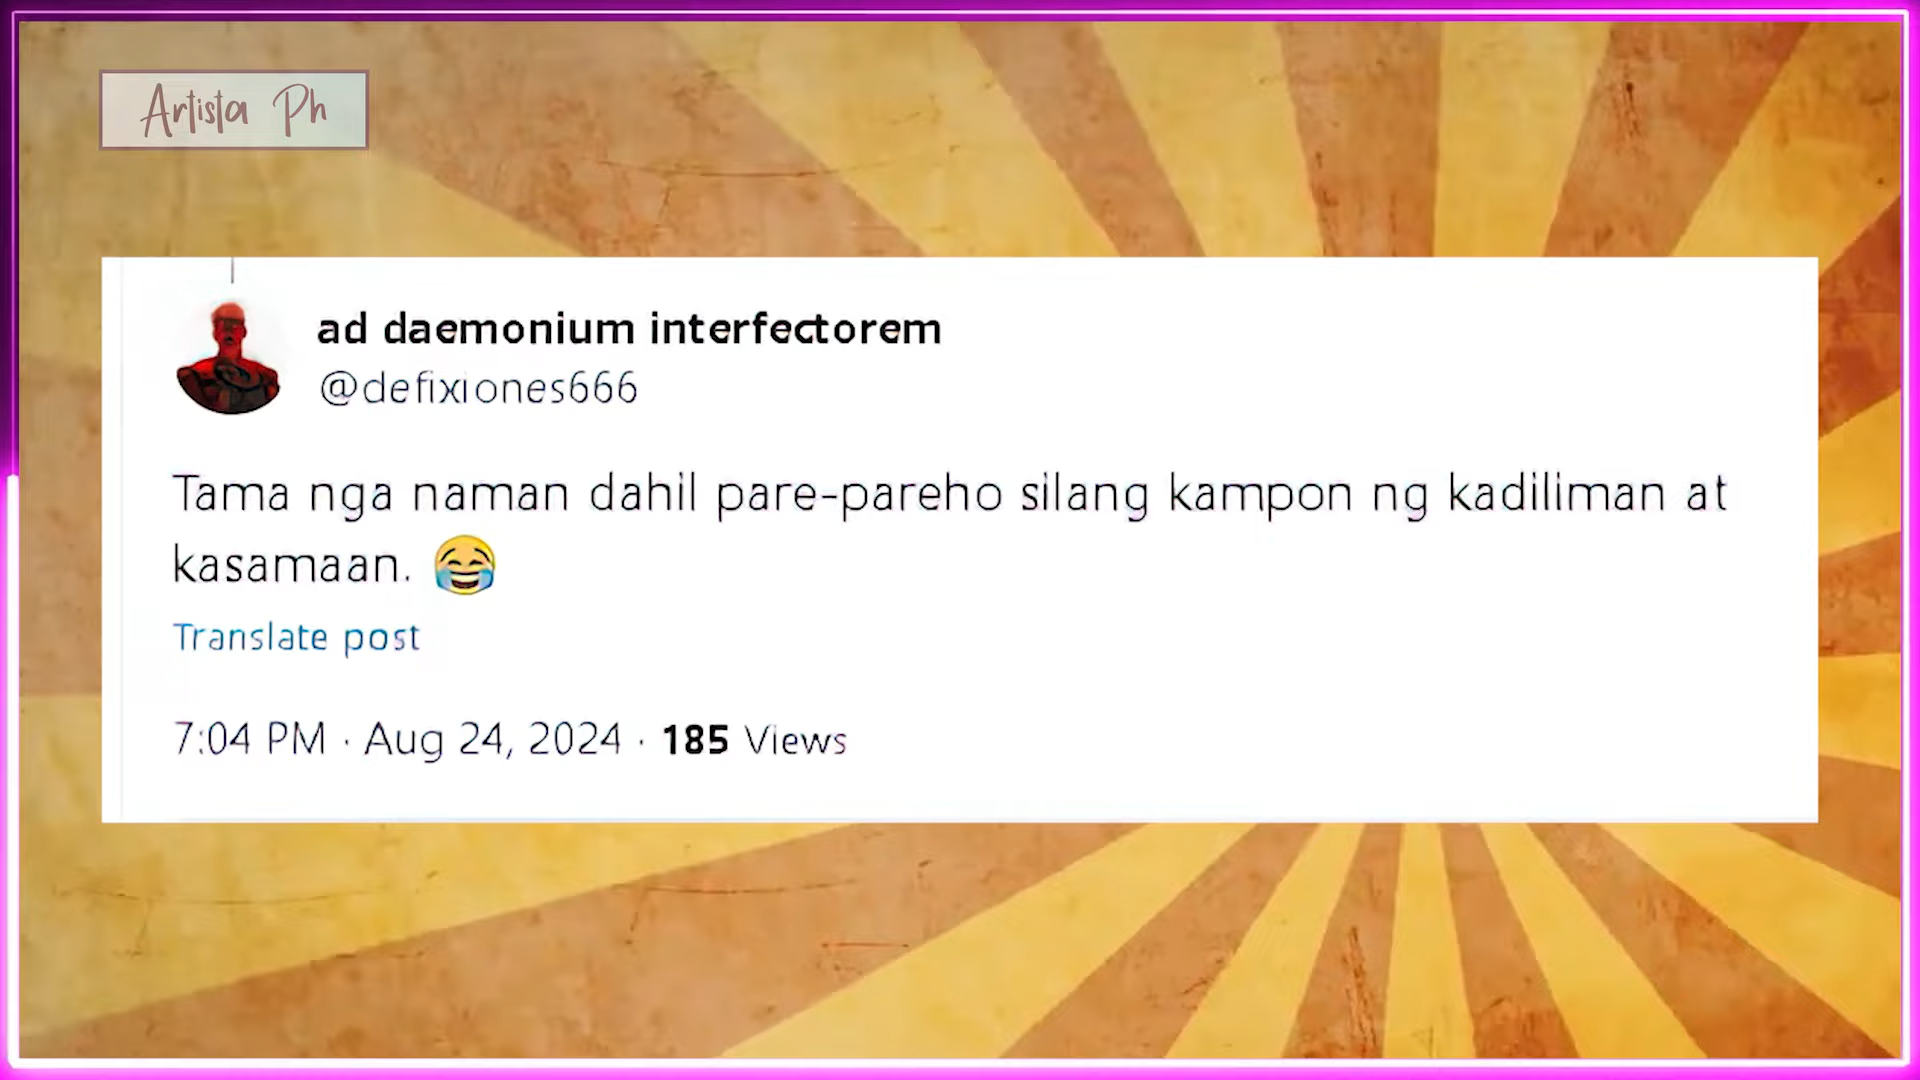 Artista Ph
ad daemonium interfectorem
@defixiones666
Tama nga naman dahil pare-pareho silang kampon ng kadiliman at
kasamaan. 😂
Translate post
7:04 PM · Aug 24, 2024 · 185 Views